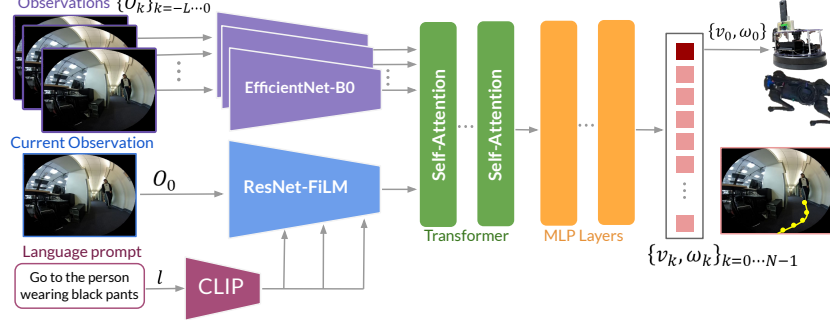 Observations {O_k}_{k=-L⋯0}
EfficientNet-B0
Current Observation
O_0
ResNet-FiLM
Language prompt
Go to the person
wearing black pants
l
CLIP
Self-Attention
⋯
Self-Attention
Transformer
⋯
MLP Layers
{v_0, ω_0}
{v_k, ω_k}_{k=0⋯N-1}